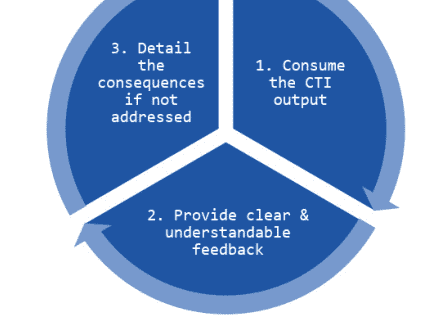 3. Detail
the
consequences
if not
addressed
1. Consume
the CTI
output
2. Provide clear &
understandable
feedback